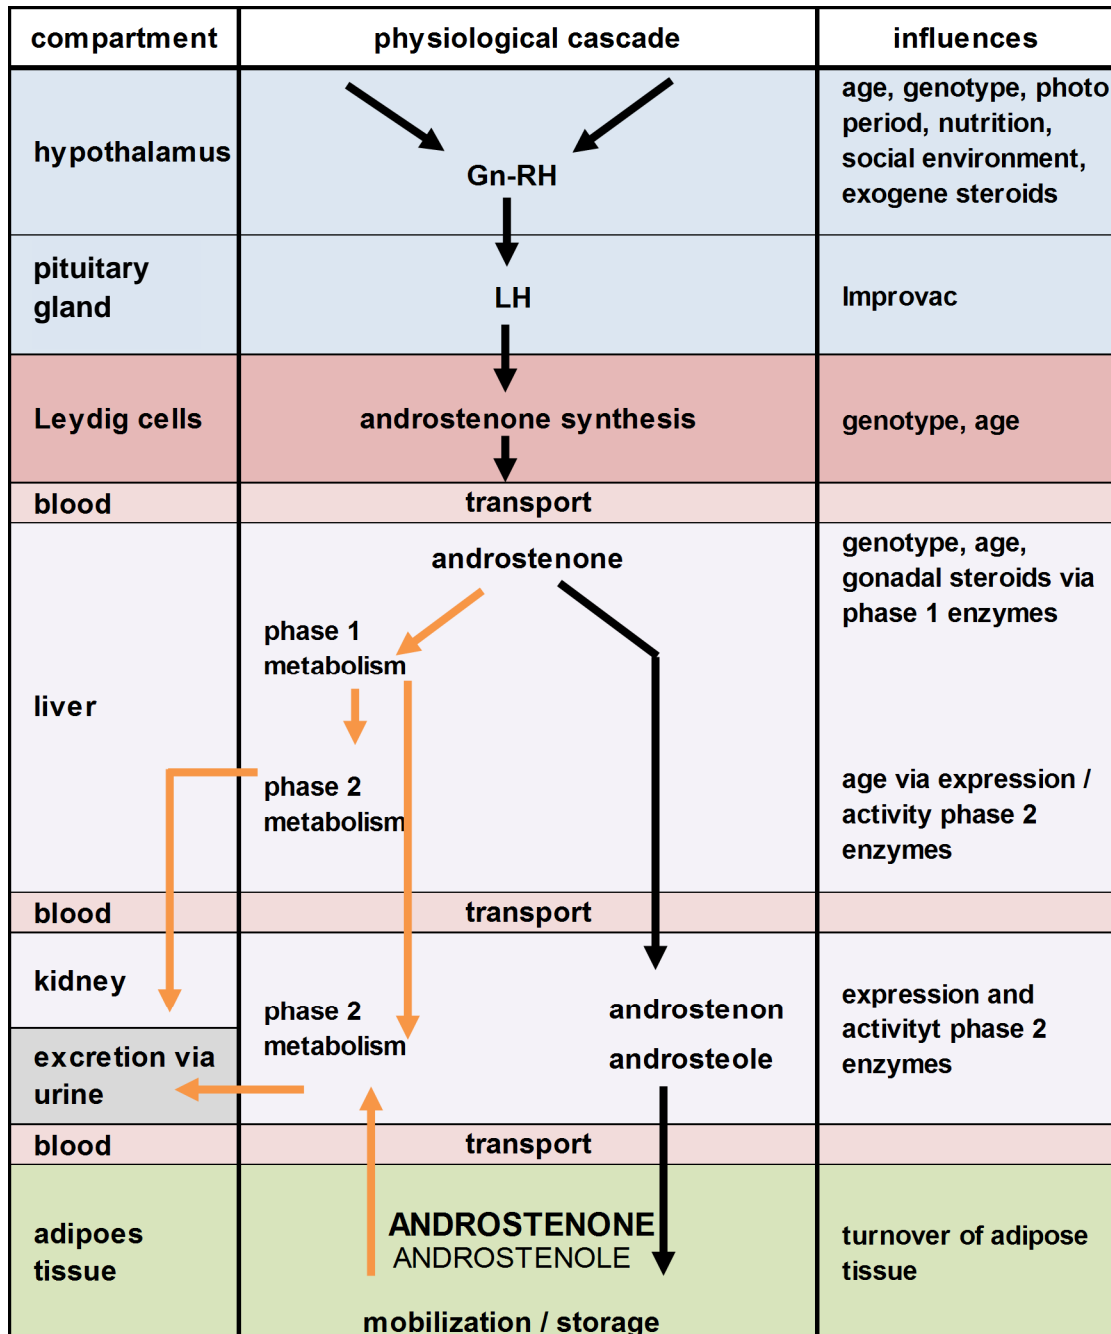 compartment
physiological cascade
influences
hypothalamus
Gn-RH
age, genotype, photo
period, nutrition,
social environment,
exogene steroids
pituitary
gland
LH
Improvac
Leydig cells
androstenone synthesis
genotype, age
blood
transport
liver
androstenone
phase 1
metabolism
phase 2
metabolism
genotype, age,
gonadal steroids via
phase 1 enzymes
age via expression /
activity phase 2
enzymes
blood
transport
kidney
excretion via
urine
phase 2
metabolism
androstenon
androsteole
expression and
activityt phase 2
enzymes
blood
transport
adipoes
tissue
ANDROSTENONE
ANDROSTENOLE
mobilization / storage
turnover of adipose
tissue